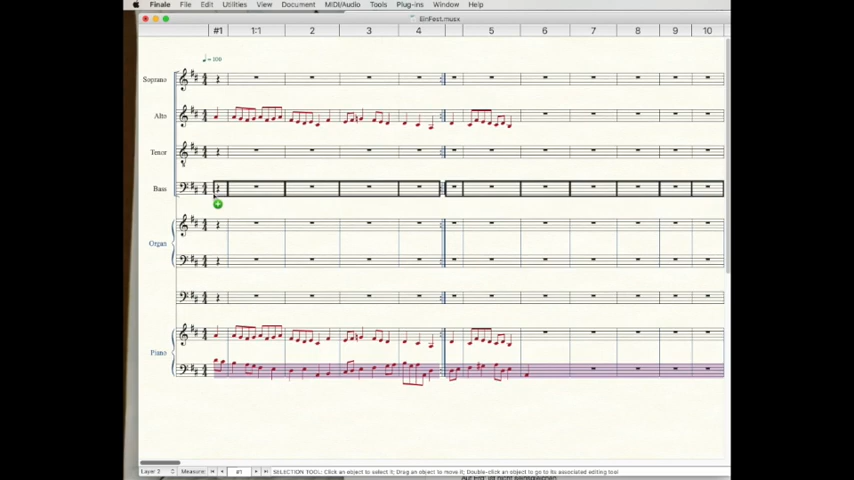 Finale File Edit Utilities View Document MIDI/Audio Tools Plug-ins Window Help
EinFest.musx
#1 1:1 2 3 4 5 6 7 8 9 10
= 100
Soprano
Alto
Tenor
Bass
Organ
Piano
Layer 2 Measure: #1 SELECTION TOOL: Click an object to select it; Drag an object to move it; Double-click an object to go to its associated editing tool